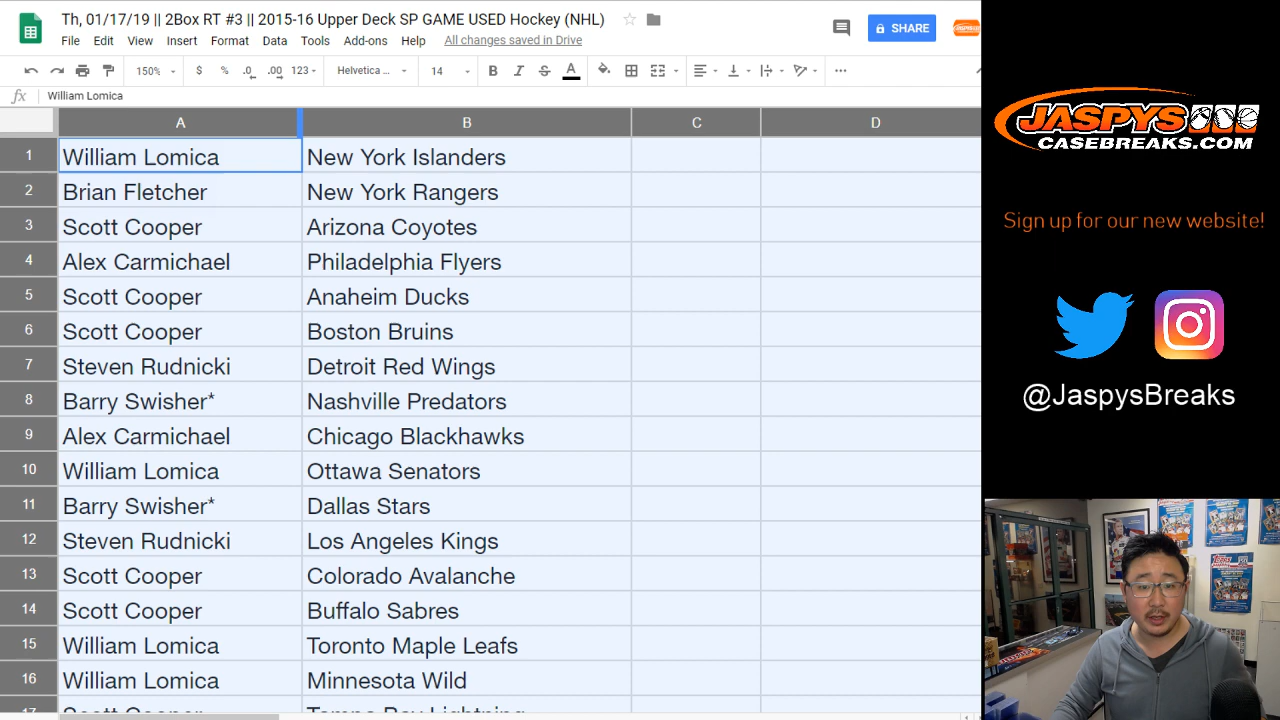 Th, 01/17/19 || 2Box RT #3 || 2015-16 Upper Deck SP GAME USED Hockey (NHL)
File Edit View Insert Format Data Tools Add-ons Help All changes saved in Drive
SHARE
150% $ % .0 .00 123 Helvetica ... 14 B I S A
fx William Lomica
A B C D
1 William Lomica New York Islanders
2 Brian Fletcher New York Rangers
3 Scott Cooper Arizona Coyotes
4 Alex Carmichael Philadelphia Flyers
5 Scott Cooper Anaheim Ducks
6 Scott Cooper Boston Bruins
7 Steven Rudnicki Detroit Red Wings
8 Barry Swisher* Nashville Predators
9 Alex Carmichael Chicago Blackhawks
10 William Lomica Ottawa Senators
11 Barry Swisher* Dallas Stars
12 Steven Rudnicki Los Angeles Kings
13 Scott Cooper Colorado Avalanche
14 Scott Cooper Buffalo Sabres
15 William Lomica Toronto Maple Leafs
16 William Lomica Minnesota Wild
17 Scott Cooper Tampa Bay Lightning
JASPYS
CASEBREAKS.COM
Sign up for our new website!
@JaspysBreaks